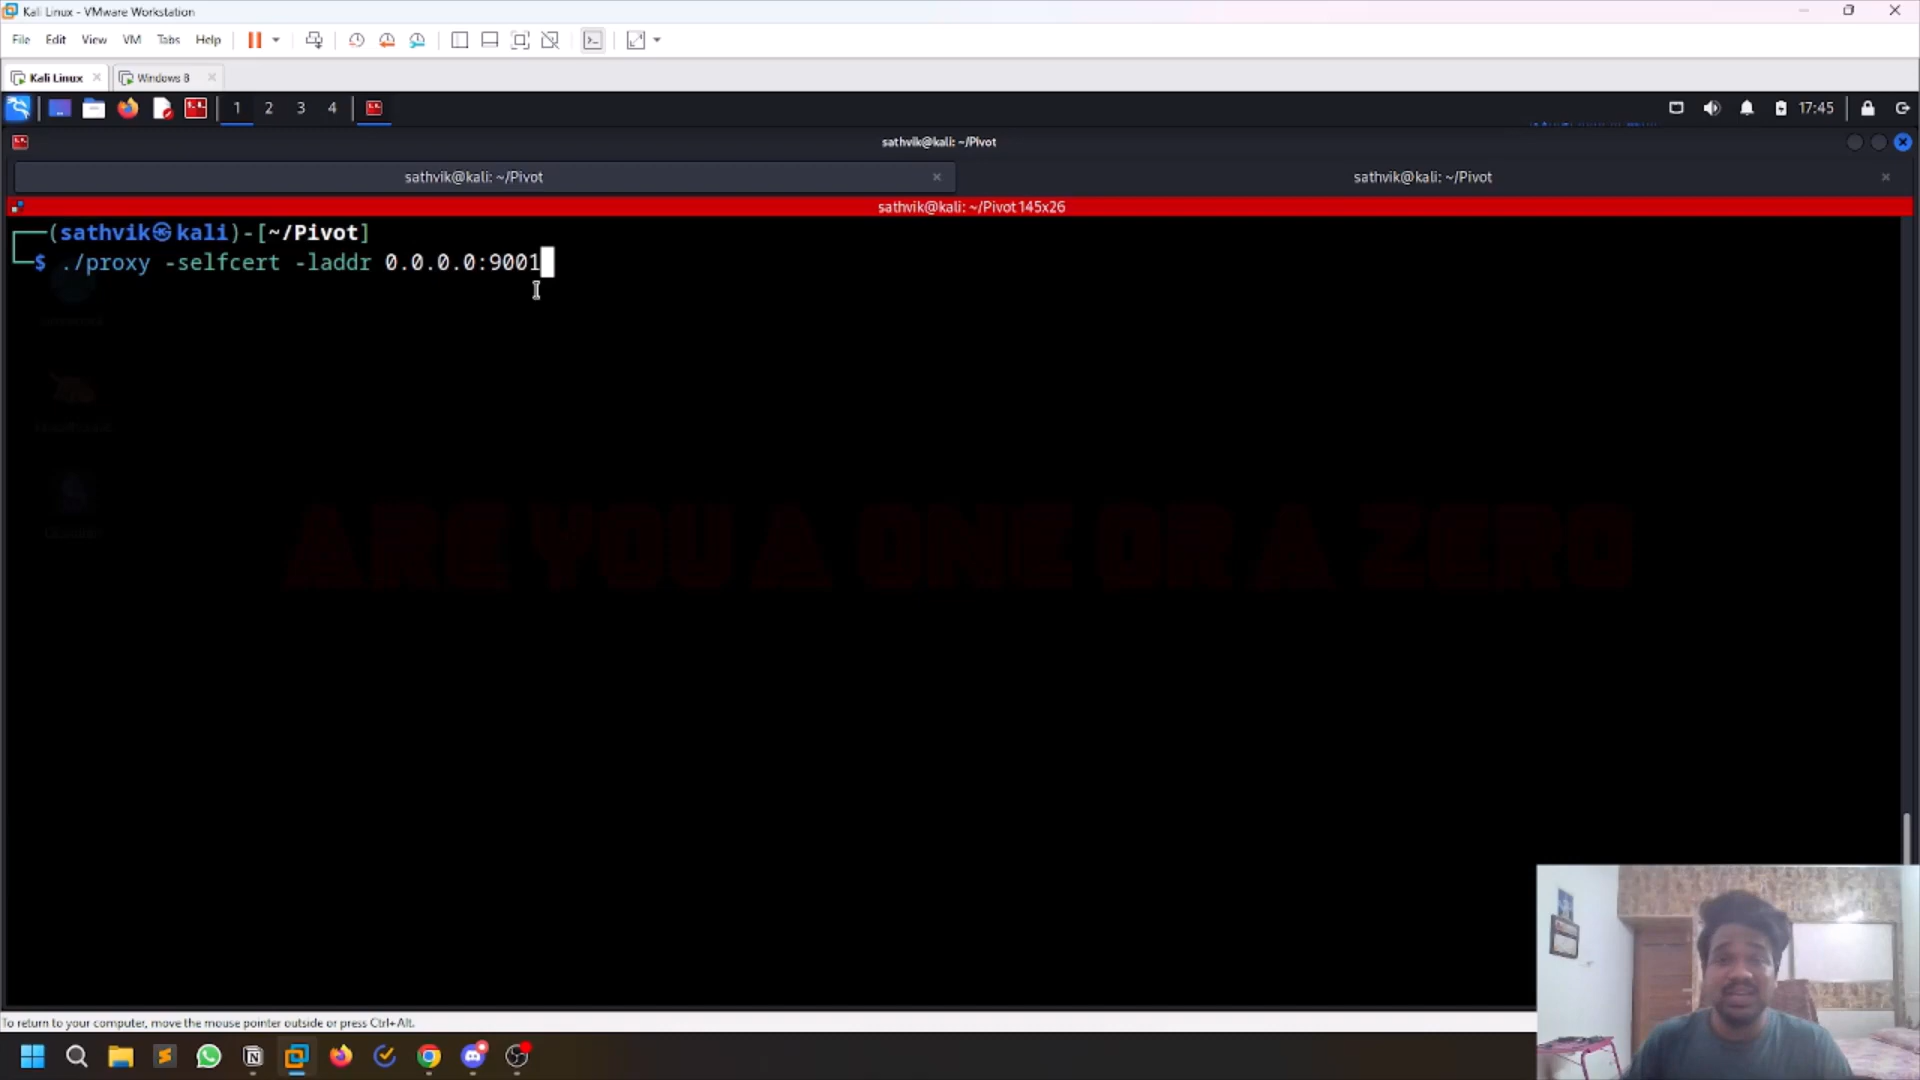 Kali Linux - VMware Workstation
File Edit View VM Tabs Help
Kali Linux Windows 8
1 2 3 4 17:45
sathvik@kali: ~/Pivot
sathvik@kali: ~/Pivot sathvik@kali: ~/Pivot
sathvik@kali: ~/Pivot 145x26
(sathvik㉿kali)-[~/Pivot]
$ ./proxy -selfcert -laddr 0.0.0.0:9001
ARE YOU A ONE OR A ZERO
To return to your computer, move the mouse pointer outside or press Ctrl+Alt.